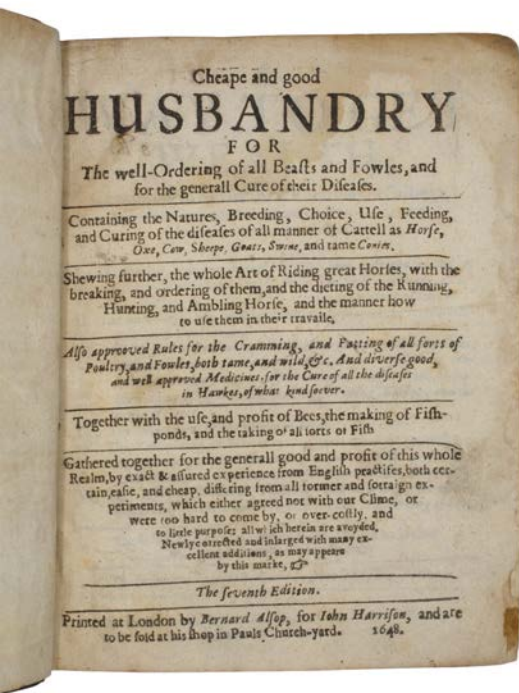 Cheape and good
HUSBANDRY
FOR
The well-Ordering of all Beaſts and Fowles, and
for the generall Cure of their Diſeaſes.
Containing the Natures, Breeding, Choice, Uſe, Feeding,
and Curing of the diſeaſes of all manner of Cattell as Horſe,
Oxe, Cow, Sheepe, Goats, Swine, and tame Conies.
Shewing further, the whole Art of Riding great Horſes, with the
breaking, and ordering of them, and the dieting of the Running,
Hunting, and Ambling Horſe, and the manner how
to uſe them in their travaile.
Alſo approoved Rules for the Cramming, and Fatting of all ſorts of
Poultry, and Fowles, both tame, and wild, &c. And diverſe good,
and well approved Medicines, for the Cure of all the diſeaſes
in Hawkes, of what kind ſoever.
Together with the uſe, and profit of Bees, the making of Fiſh-
ponds, and the taking of all ſorts of Fiſh
Gathered together for the generall good and profit of this whole
Realm, by exact & aſſured experience from Engliſh practiſes, both cer-
tain, eaſie, and cheap, differing from all former and forraign ex-
periments, which either agreed not with our Clime, or
were too hard to come by, or over-coſtly, and
to little purpoſe: all which herein are avoyded,
Newly corrected and inlarged with many ex-
cellent additions, as may appeare
by this marke, ☞
The ſeventh Edition.
Printed at London by Bernard Alſop, for Iohn Harriſon, and are
to be ſold at his ſhop in Pauls Church-yard. 1648.